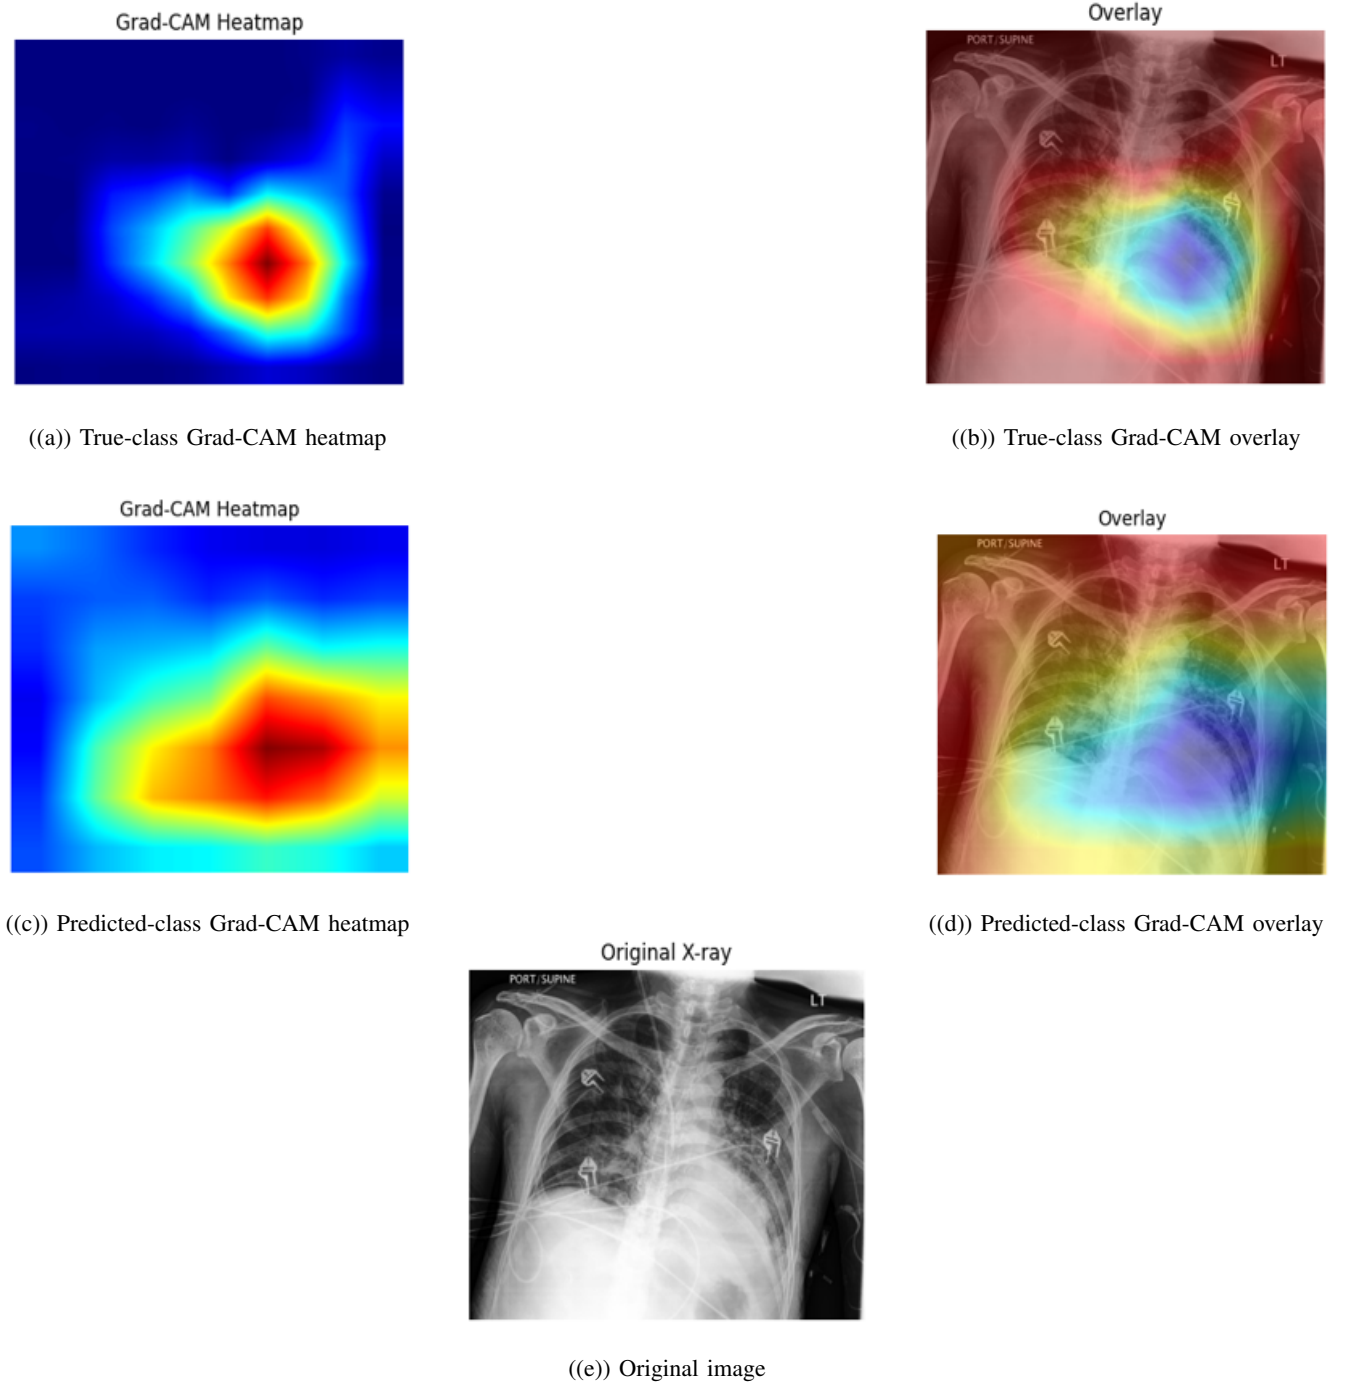 Grad-CAM Heatmap
Overlay
PORT/SUPINE
LT
((a)) True-class Grad-CAM heatmap
((b)) True-class Grad-CAM overlay
Grad-CAM Heatmap
Overlay
PORT/SUPINE
LT
((c)) Predicted-class Grad-CAM heatmap
((d)) Predicted-class Grad-CAM overlay
Original X-ray
PORT/SUPINE
LT
((e)) Original image